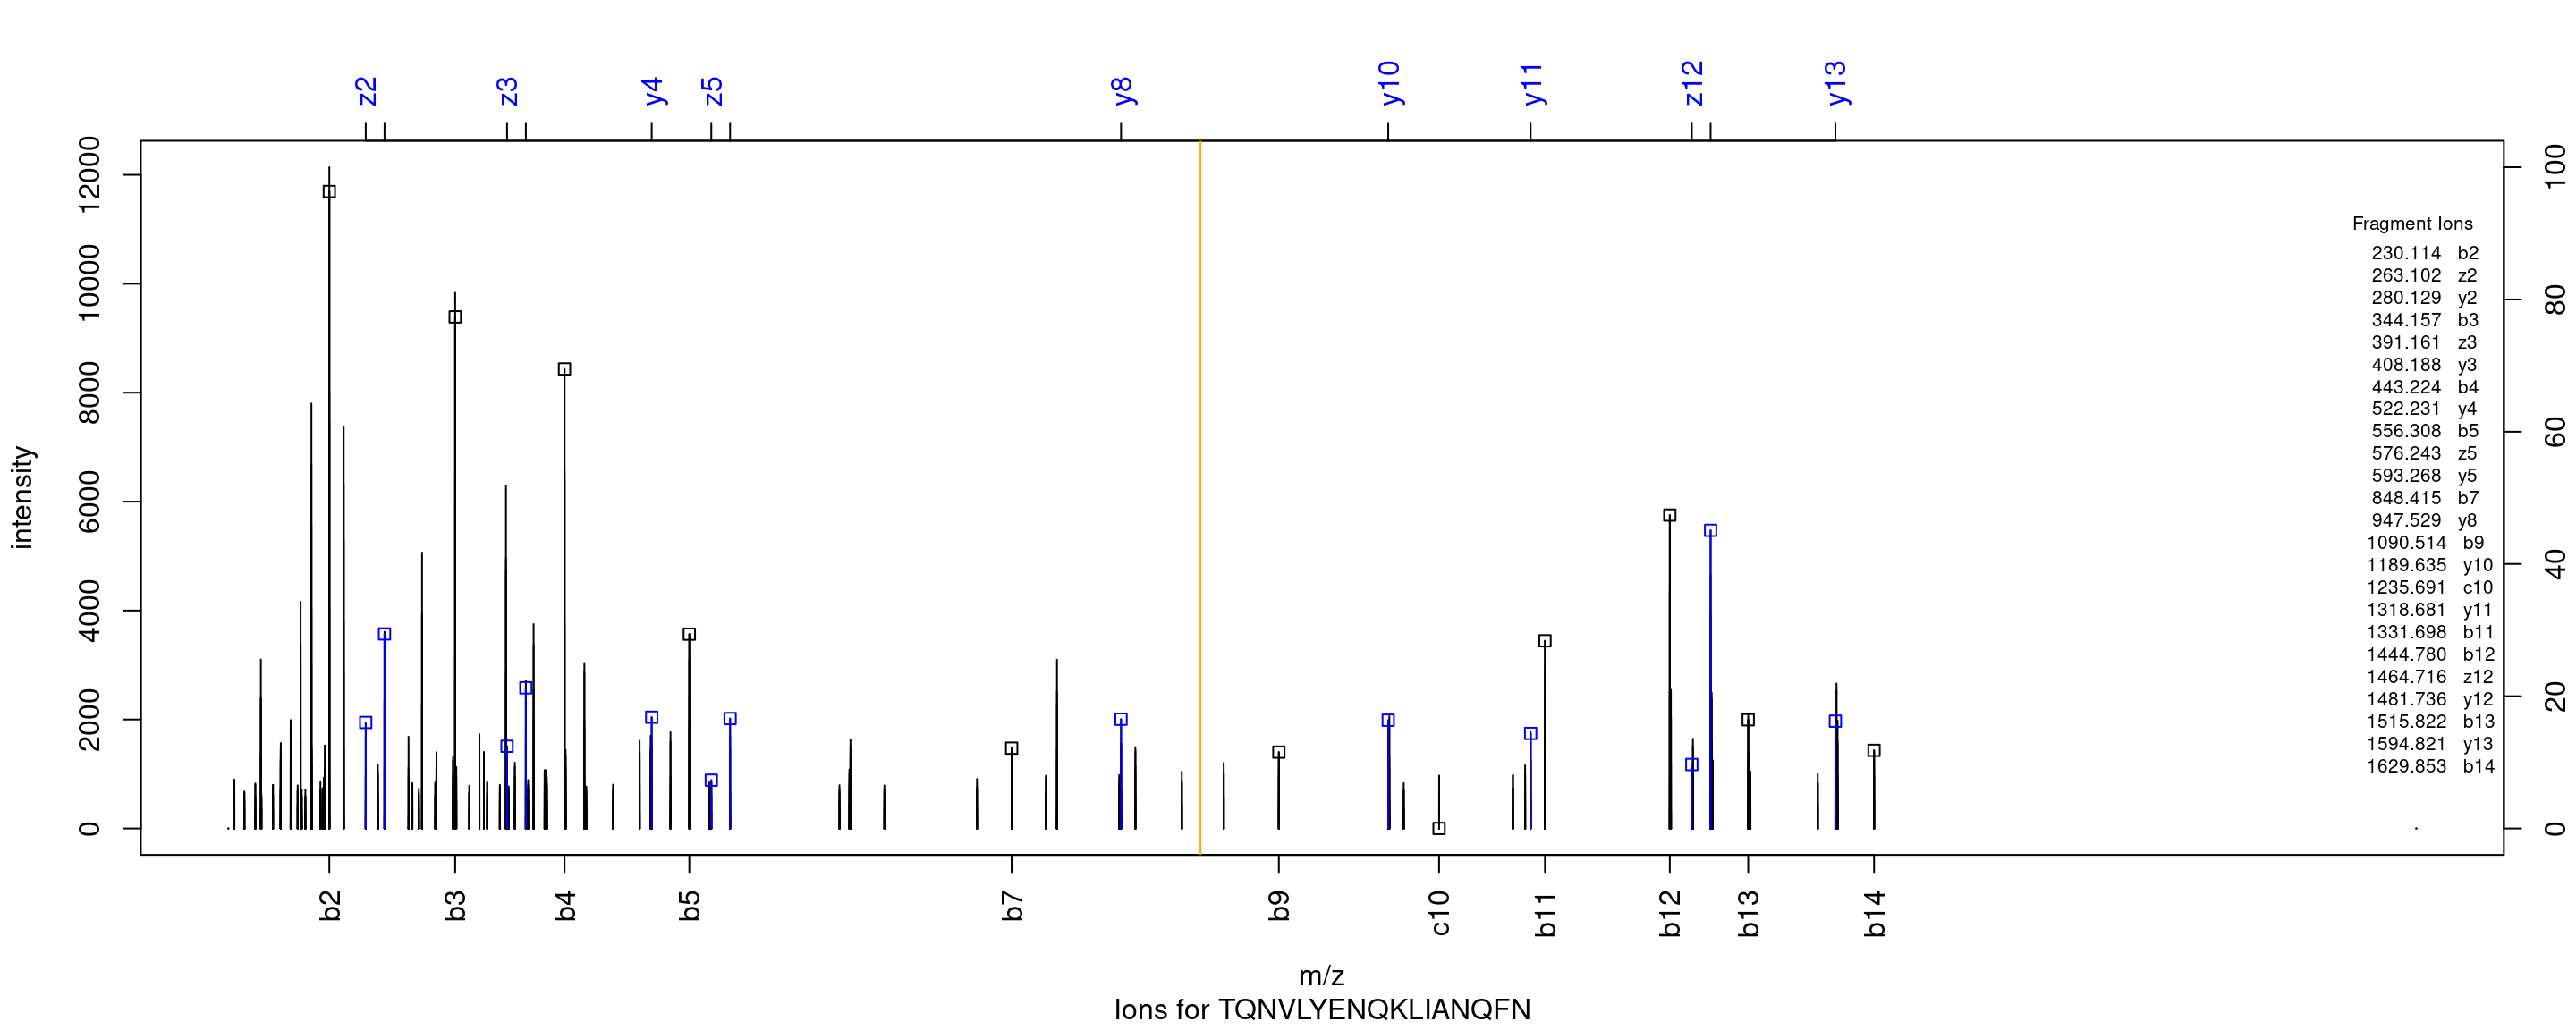 z2 z3 y4 z5 y8 y10 y11 z12 y13
12000
10000
8000
6000
4000
2000
0
intensity
100
80
60
40
20
0
Fragment Ions
230.114 b2
263.102 z2
280.129 y2
344.157 b3
391.161 z3
408.188 y3
443.224 b4
522.231 y4
556.308 b5
576.243 z5
593.268 y5
848.415 b7
947.529 y8
1090.514 b9
1189.635 y10
1235.691 c10
1318.681 y11
1331.698 b11
1444.780 b12
1464.716 z12
1481.736 y12
1515.822 b13
1594.821 y13
1629.853 b14
b2 b3 b4 b5 b7 b9 c10 b11 b12 b13 b14
m/z
Ions for TQNVLYENQKLIANQFN